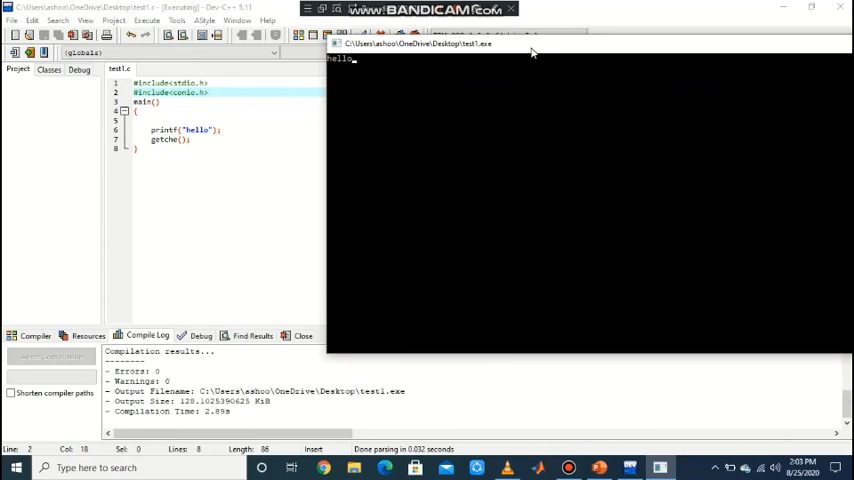 C:\Users\ashoo\OneDrive\Desktop\test1.c - [Executing] - Dev-C++ 5.11
www.BANDICAM.com
File Edit Search View Project Execute Tools AStyle Window Help
(globals)
C:\Users\ashoo\OneDrive\Desktop\test1.exe
hello
Project Classes Debug
test1.c
1 #include<stdio.h>
2 #include<conio.h>
3 main()
4 {
5
6 printf("hello");
7 getche();
8 }
Compiler Resources Compile Log Debug Find Results Close
Abort Compilation
Shorten compiler paths
Compilation results...
--------
- Errors: 0
- Warnings: 0
- Output Filename: C:\Users\ashoo\OneDrive\Desktop\test1.exe
- Output Size: 128.1025390625 KiB
- Compilation Time: 2.89s
Line: 2 Col: 18 Sel: 0 Lines: 8 Length: 86 Insert Done parsing in 0.032 seconds
Type here to search
2:03 PM
8/25/2020